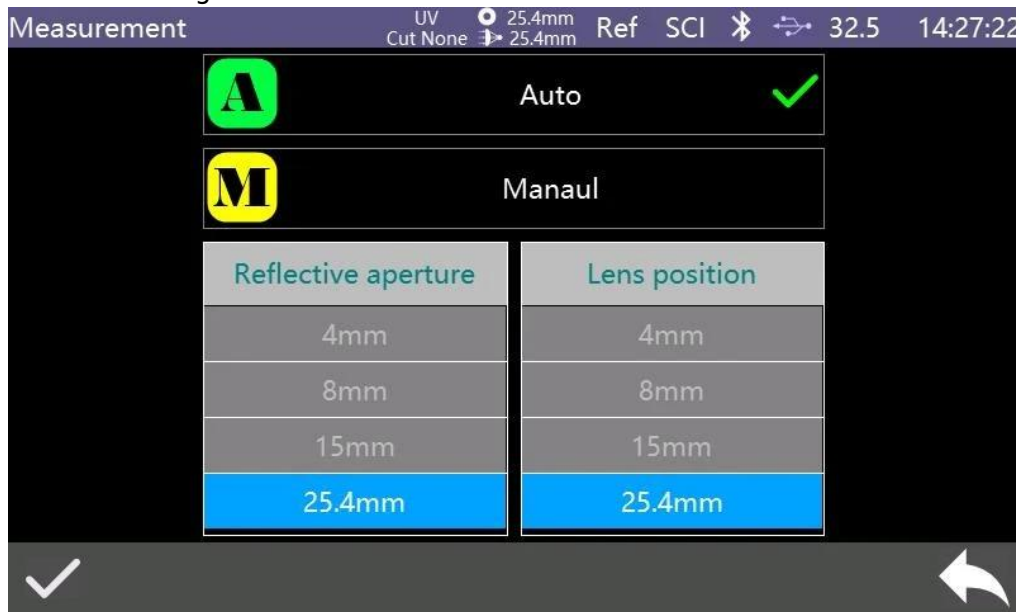 Measurement
UV
Cut None
25.4mm
25.4mm
Ref
SCI
32.5
14:27:22
A
Auto
M
Manaul
Reflective aperture
Lens position
4mm
4mm
8mm
8mm
15mm
15mm
25.4mm
25.4mm